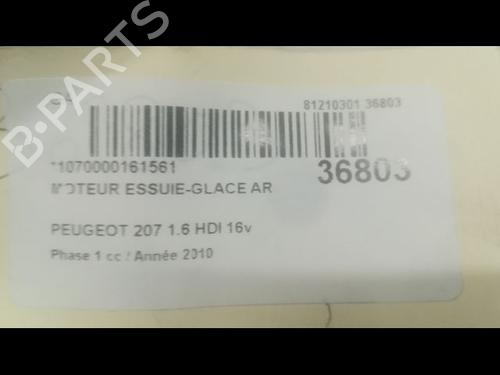 81210301 36803
*1070000161561
36803
MOTEUR ESSUIE-GLACE AR
PEUGEOT 207 1.6 HDI 16v
Phase 1 cc / Année 2010
B-PARTS